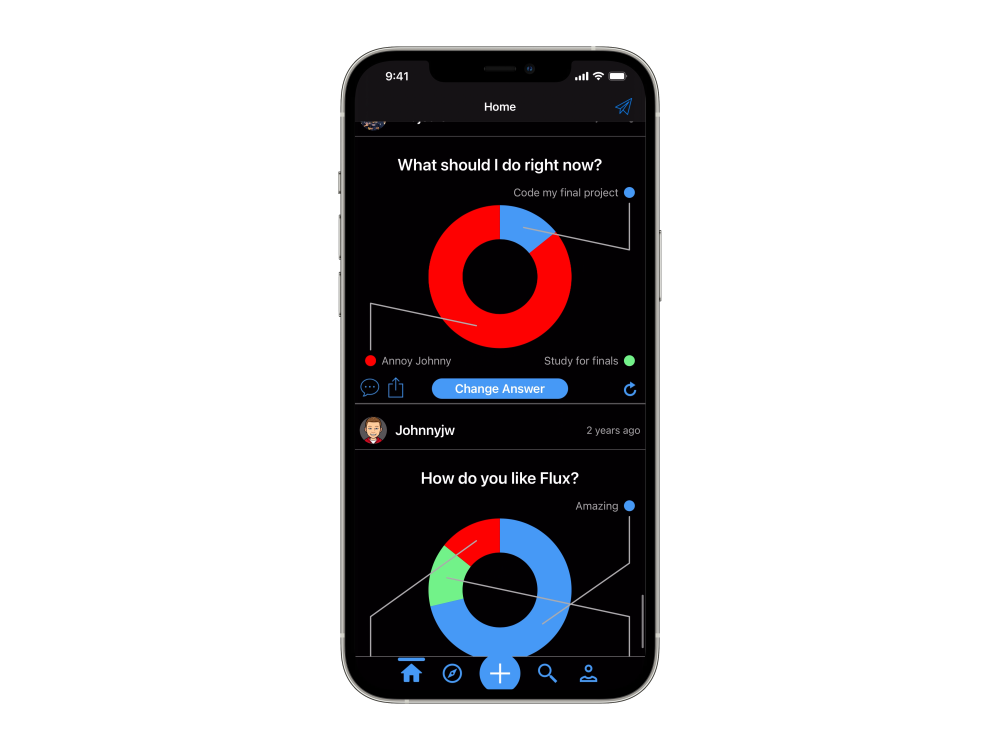 9:41
Home
What should I do right now?
Code my final project
Annoy Johnny
Study for finals
Change Answer
Johnnyjw
2 years ago
How do you like Flux?
Amazing